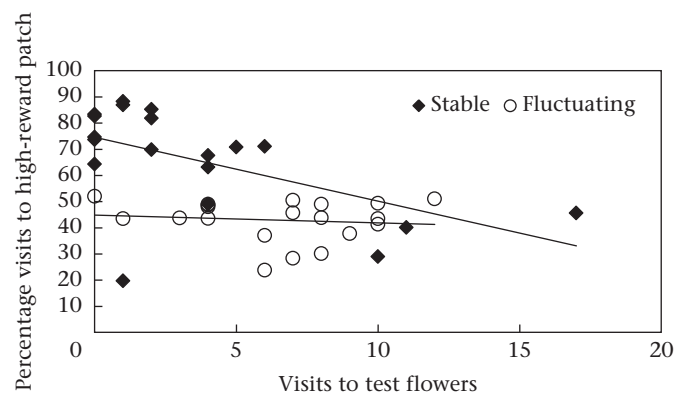 Percentage visits to high-reward patch
100
90
80
70
60
50
40
30
20
10
Stable Fluctuating
0 5 10 15 20
Visits to test flowers